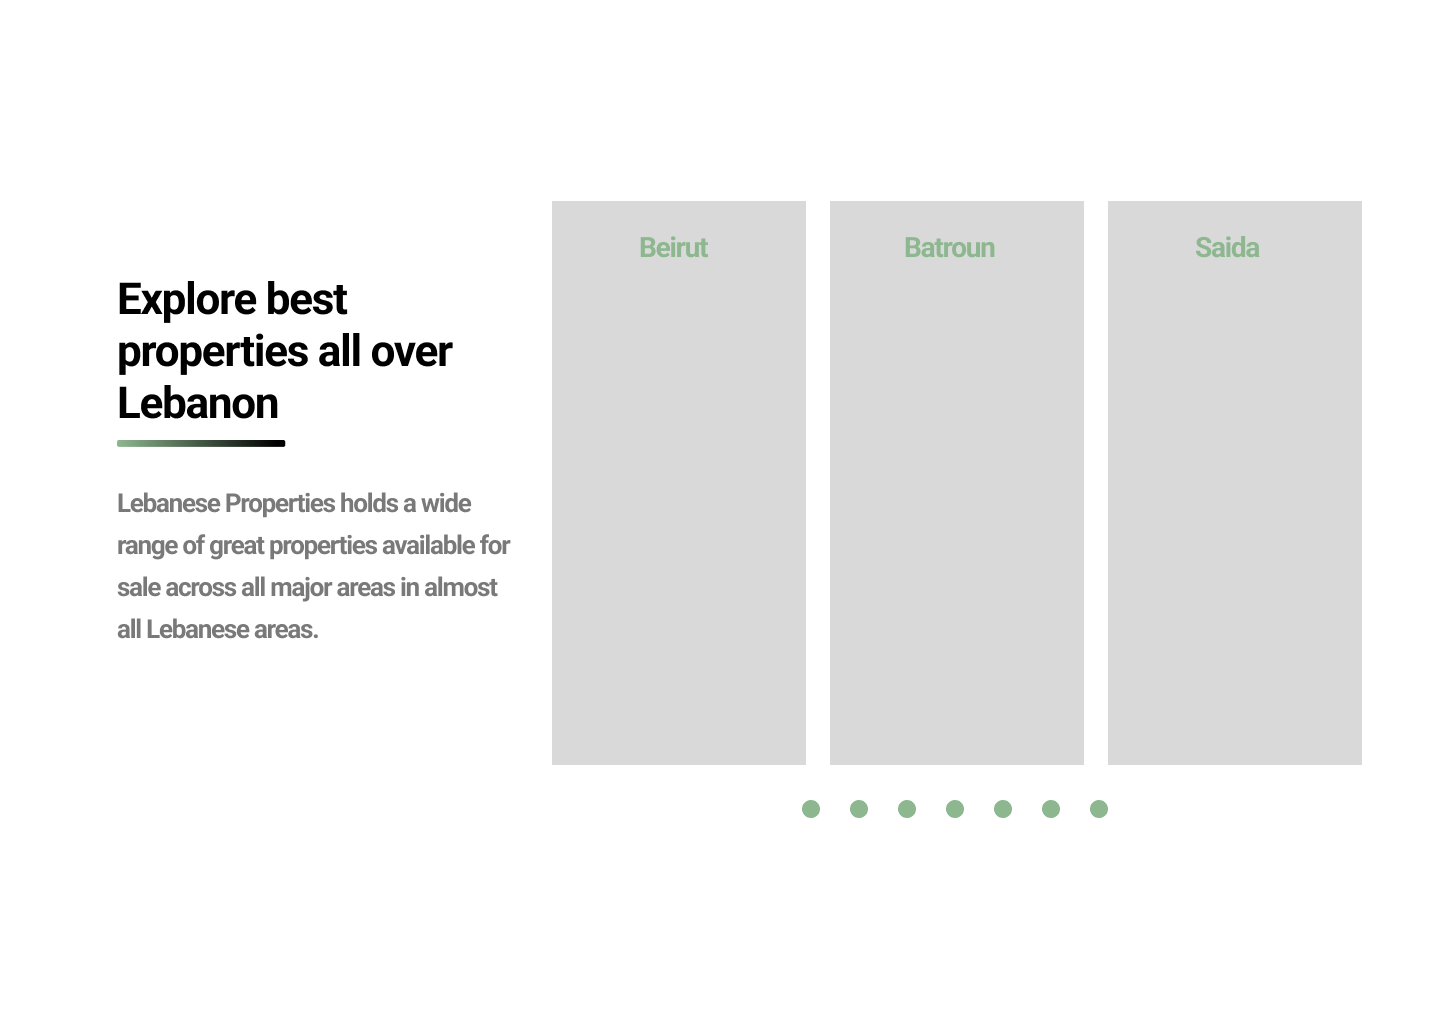 Explore best
properties all over
Lebanon
Lebanese Properties holds a wide
range of great properties available for
sale across all major areas in almost
all Lebanese areas.
Beirut
Batroun
Saida